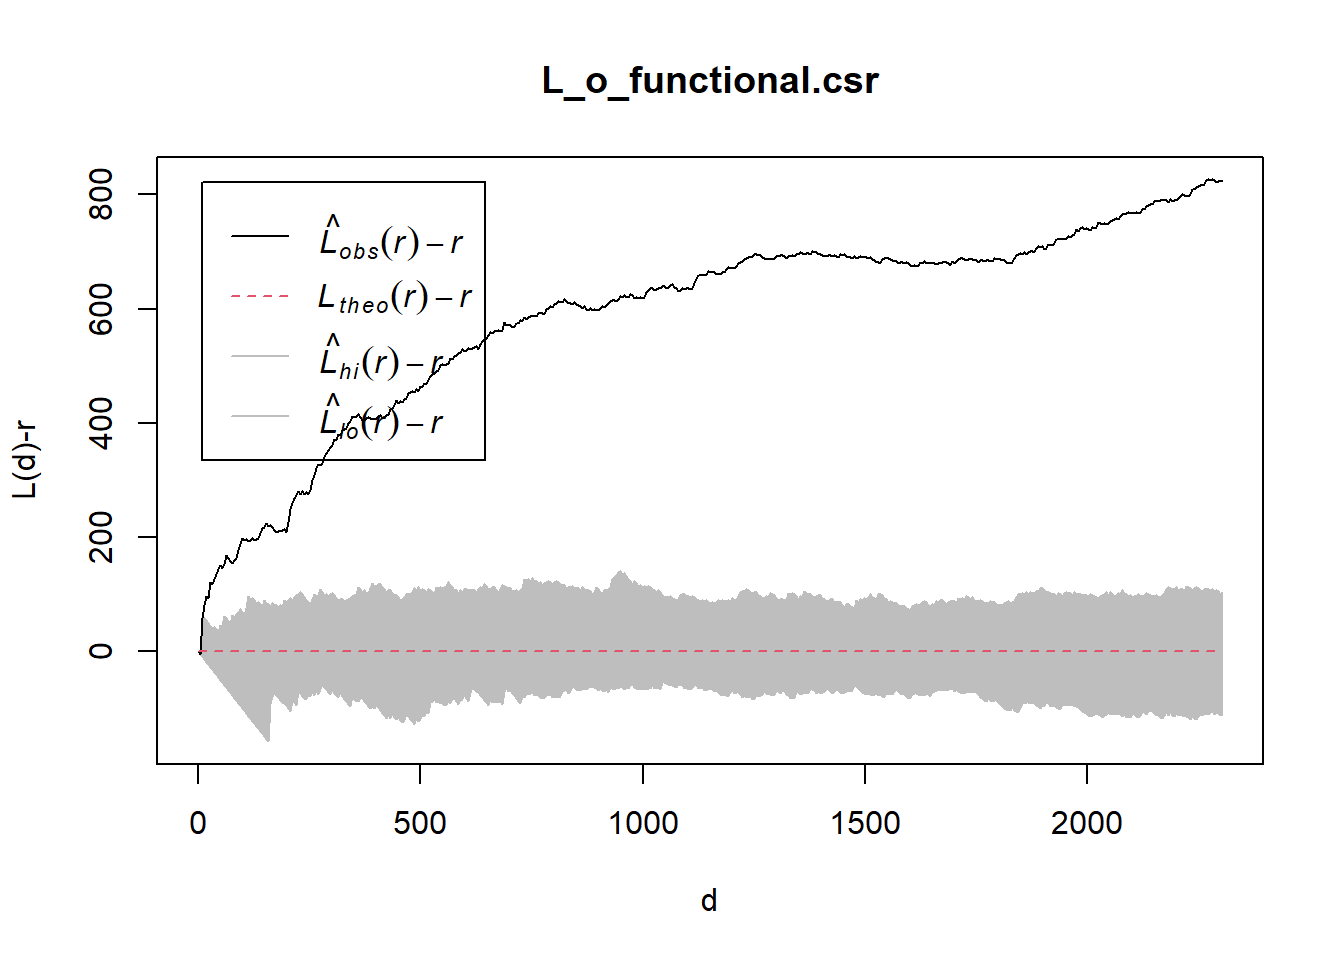 L_o_functional.csr
L̂obs(r) − r
Ltheo(r) − r
L̂hi(r) − r
L̂lo(r) − r
L(d)-r
800
600
400
200
0
0 500 1000 1500 2000
d